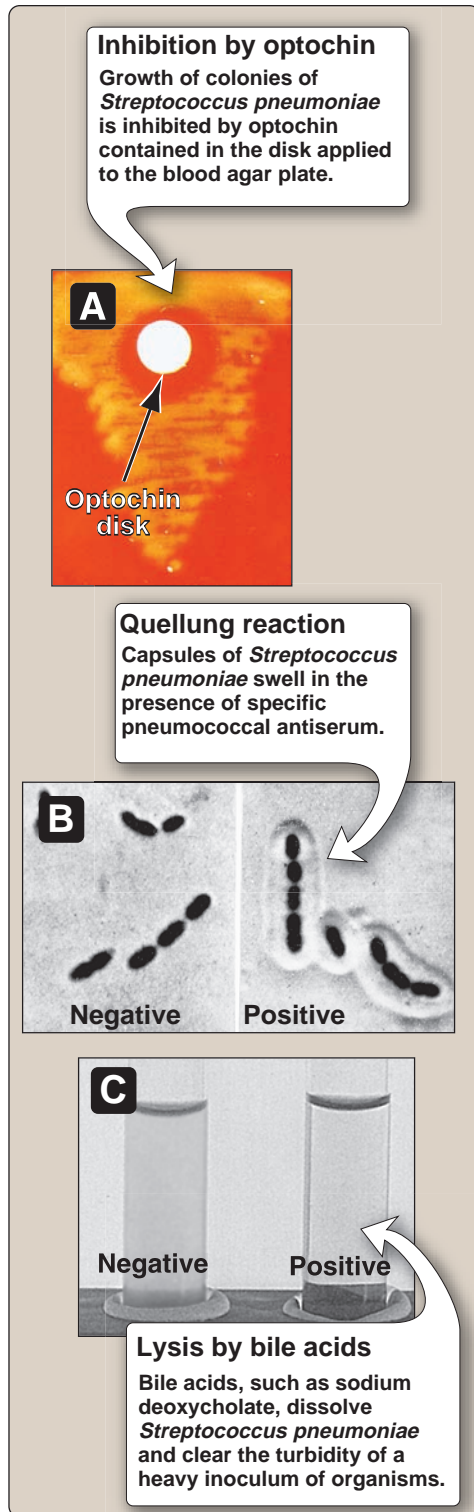 Inhibition by optochin
Growth of colonies of
Streptococcus pneumoniae
is inhibited by optochin
contained in the disk applied
to the blood agar plate.
A
Optochin
disk
Quellung reaction
Capsules of Streptococcus
pneumoniae swell in the
presence of specific
pneumococcal antiserum.
B
Negative
Positive
C
Negative
Positive
Lysis by bile acids
Bile acids, such as sodium
deoxycholate, dissolve
Streptococcus pneumoniae
and clear the turbidity of a
heavy inoculum of organisms.